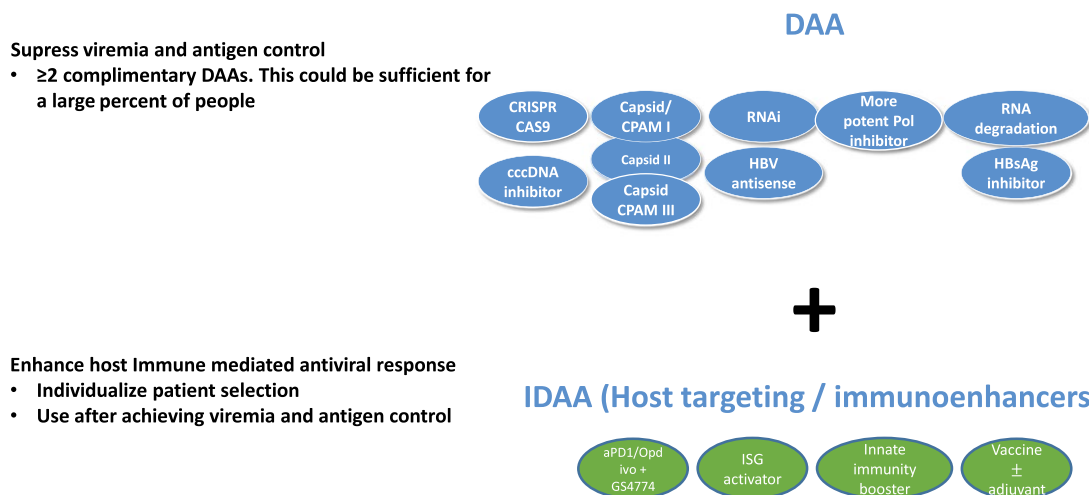 DAA
Supress viremia and antigen control
• ≥2 complimentary DAAs. This could be sufficient for
a large percent of people
CRISPR
CAS9
Capsid/
CPAM I
RNAi
More
potent Pol
inhibitor
RNA
degradation
cccDNA
inhibitor
Capsid II
HBV
antisense
HBsAg
inhibitor
Capsid
CPAM III
+
Enhance host Immune mediated antiviral response
• Individualize patient selection
• Use after achieving viremia and antigen control
IDAA (Host targeting / immunoenhancers
aPD1/Opd
ivo +
GS4774
ISG
activator
Innate
immunity
booster
Vaccine
±
adjuvant